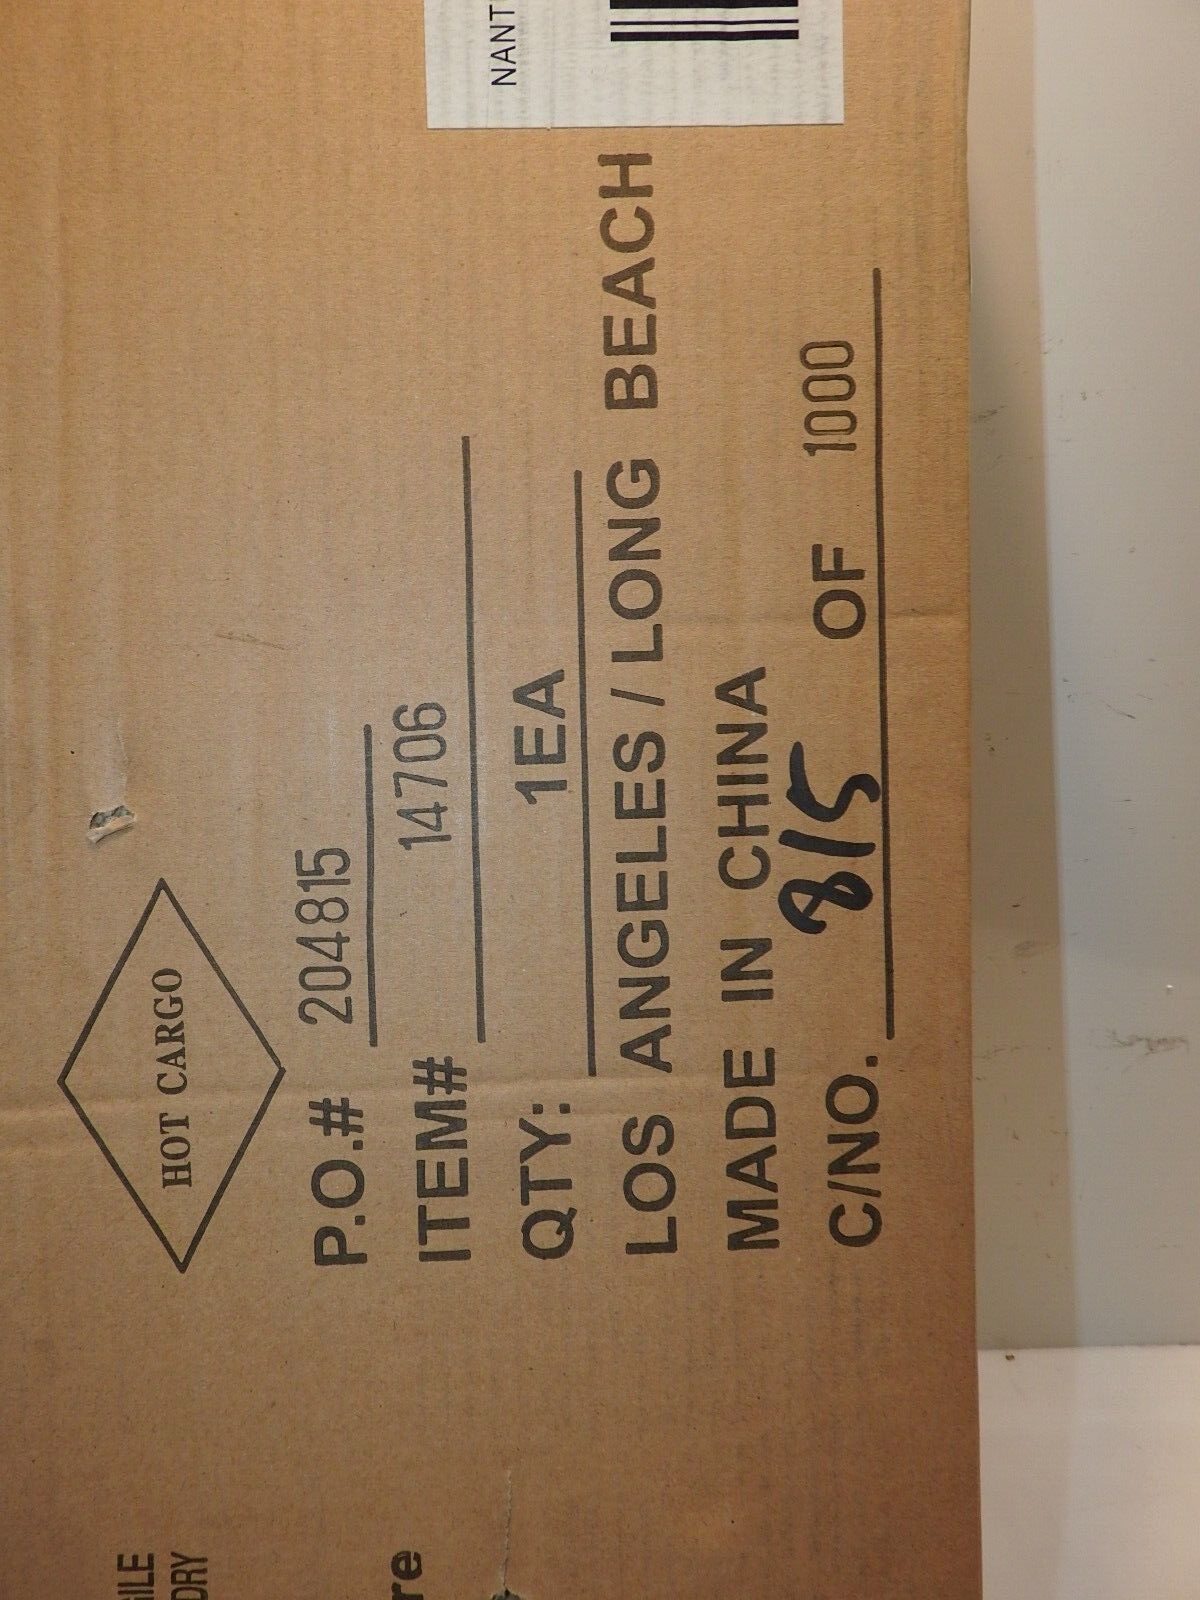 HOT CARGO
P.O.# 204815
ITEM# 14706
QTY: 1EA
LOS ANGELES / LONG BEACH
MADE IN CHINA
C/NO. 815 OF 1000
NANT
DRY